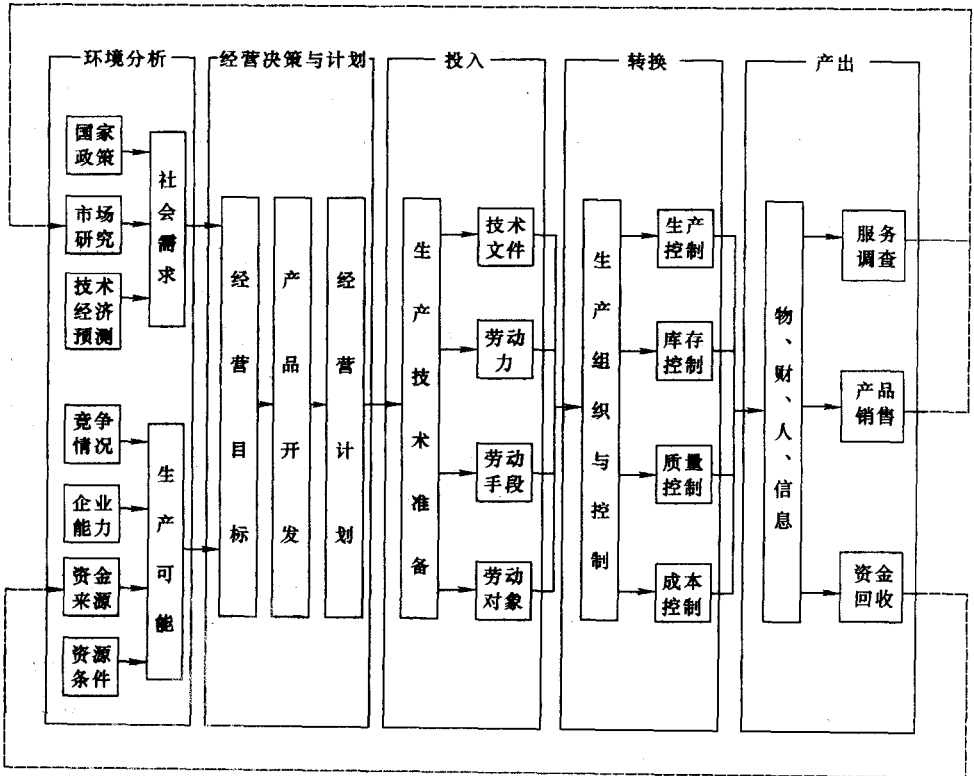 环境分析
国家
政策
市场
研究
技术
经济
预测
社会需求
竞争
情况
企业
能力
资金
来源
资源
条件
生产可能
经营决策与计划
经营目标
产品开发
经营计划
投入
生产技术准备
技术
文件
劳动
力
劳动
手段
劳动
对象
转换
生产组织与控制
生产
控制
库存
控制
质量
控制
成本
控制
产出
物、财、人、信息
服务
调查
产品
销售
资金
回收